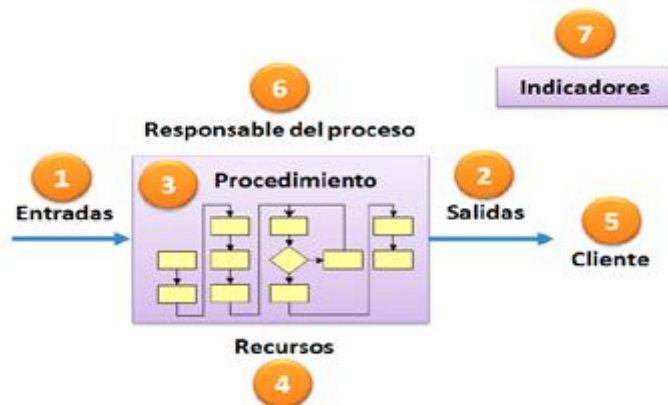 7
Indicadores
6
Responsable del proceso
1
Entradas
3
Procedimiento
2
Salidas
5
Cliente
Recursos
4